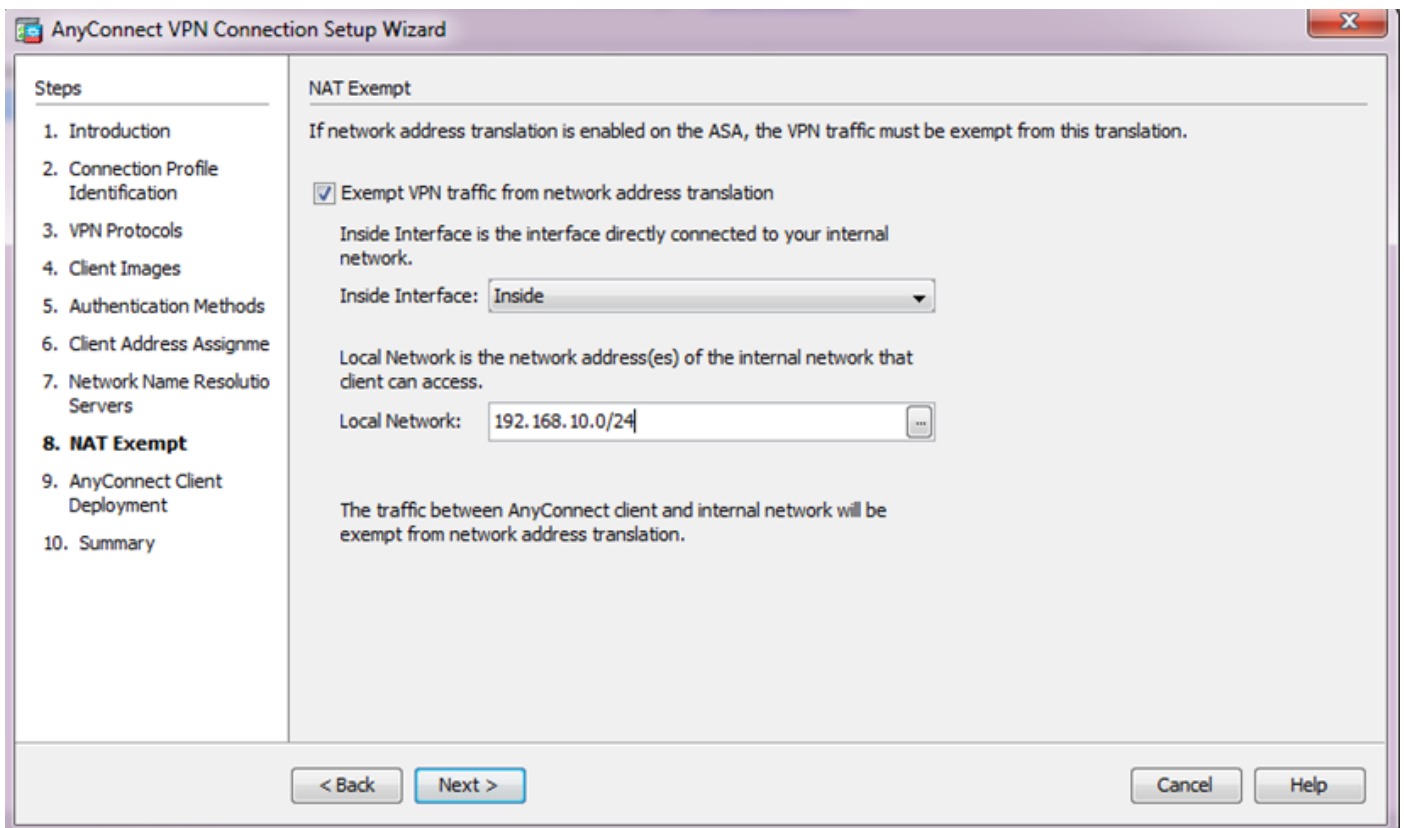 AnyConnect VPN Connection Setup Wizard
Steps
1. Introduction
2. Connection Profile
Identification
3. VPN Protocols
4. Client Images
5. Authentication Methods
6. Client Address Assignme
7. Network Name Resolutio
Servers
8. NAT Exempt
9. AnyConnect Client
Deployment
10. Summary
NAT Exempt
If network address translation is enabled on the ASA, the VPN traffic must be exempt from this translation.
Exempt VPN traffic from network address translation
Inside Interface is the interface directly connected to your internal
network.
Inside Interface: Inside
Local Network is the network address(es) of the internal network that
client can access.
Local Network: 192.168.10.0/24 ...
The traffic between AnyConnect client and internal network will be
exempt from network address translation.
< Back Next > Cancel Help